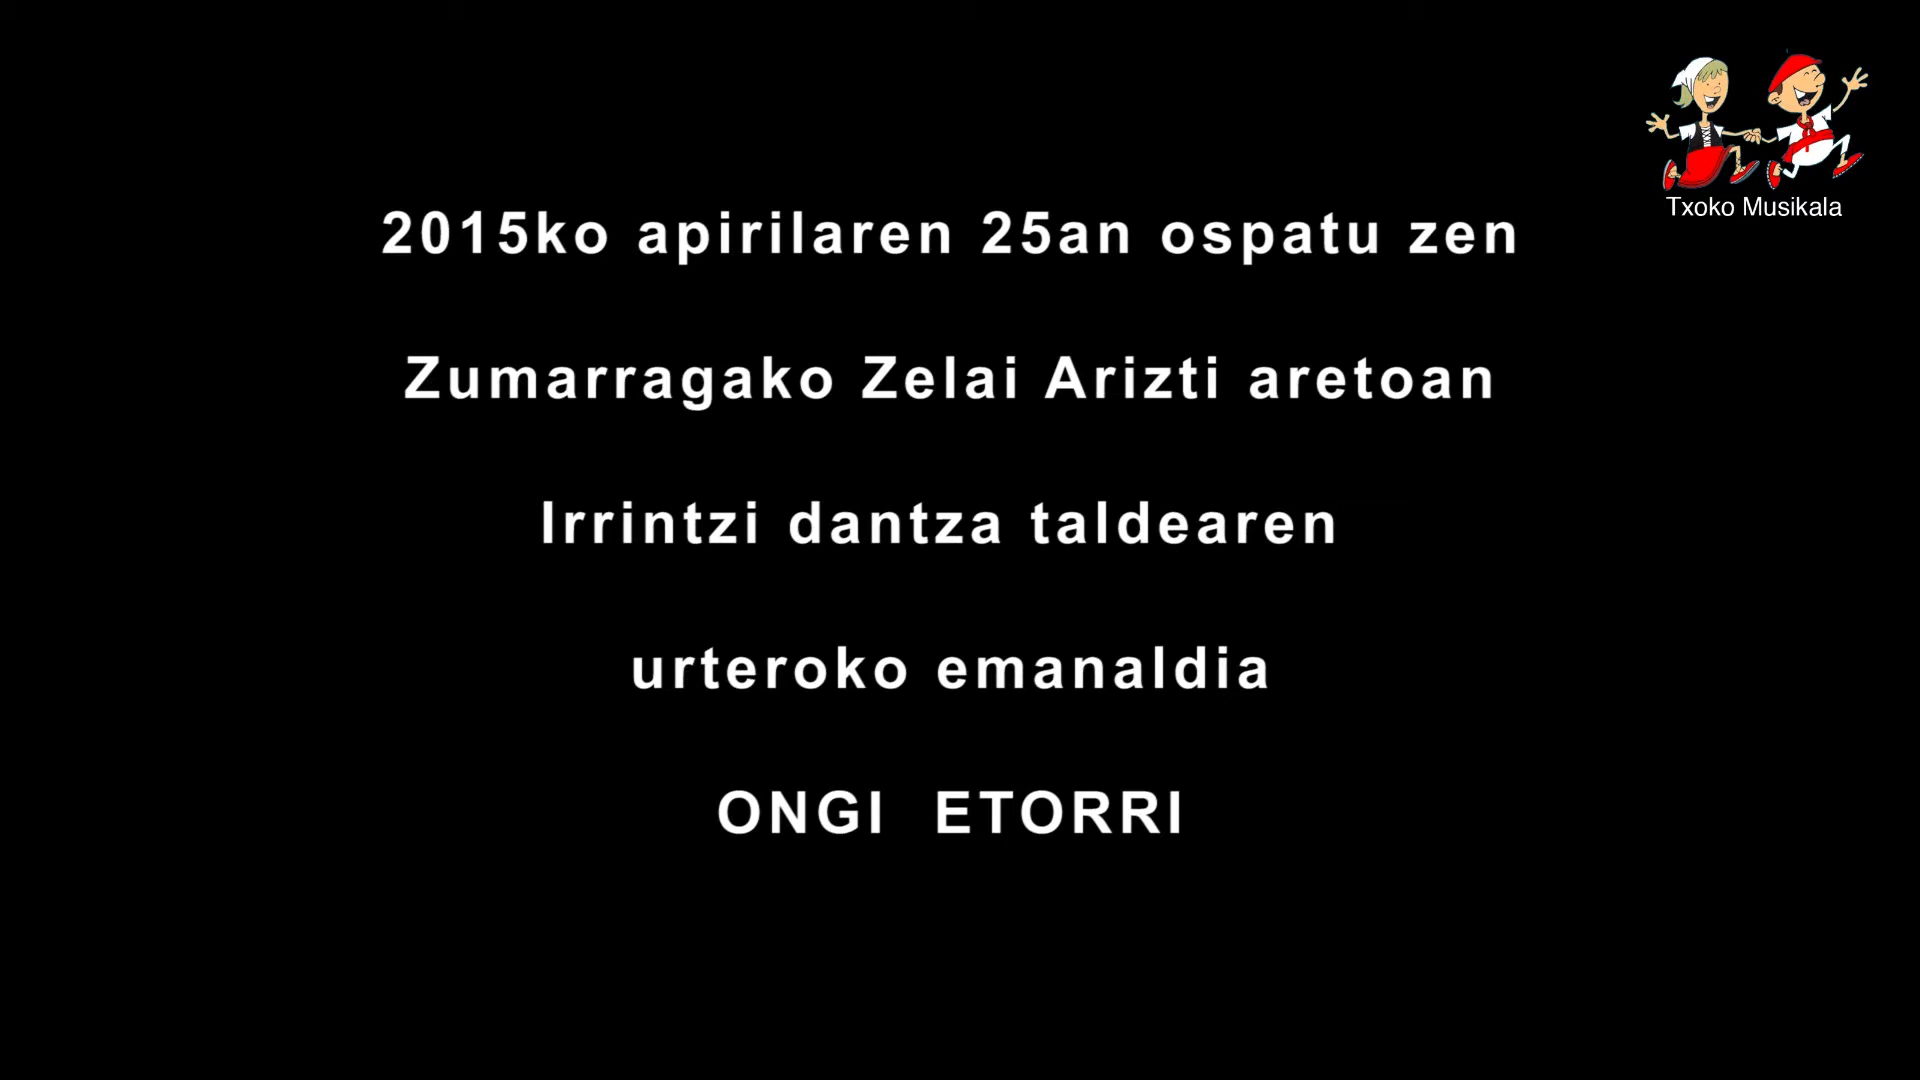 Txoko Musikala
2015ko apirilaren 25an ospatu zen
Zumarragako Zelai Arizti aretoan
Irrintzi dantza taldearen
urteroko emanaldia
ONGI ETORRI